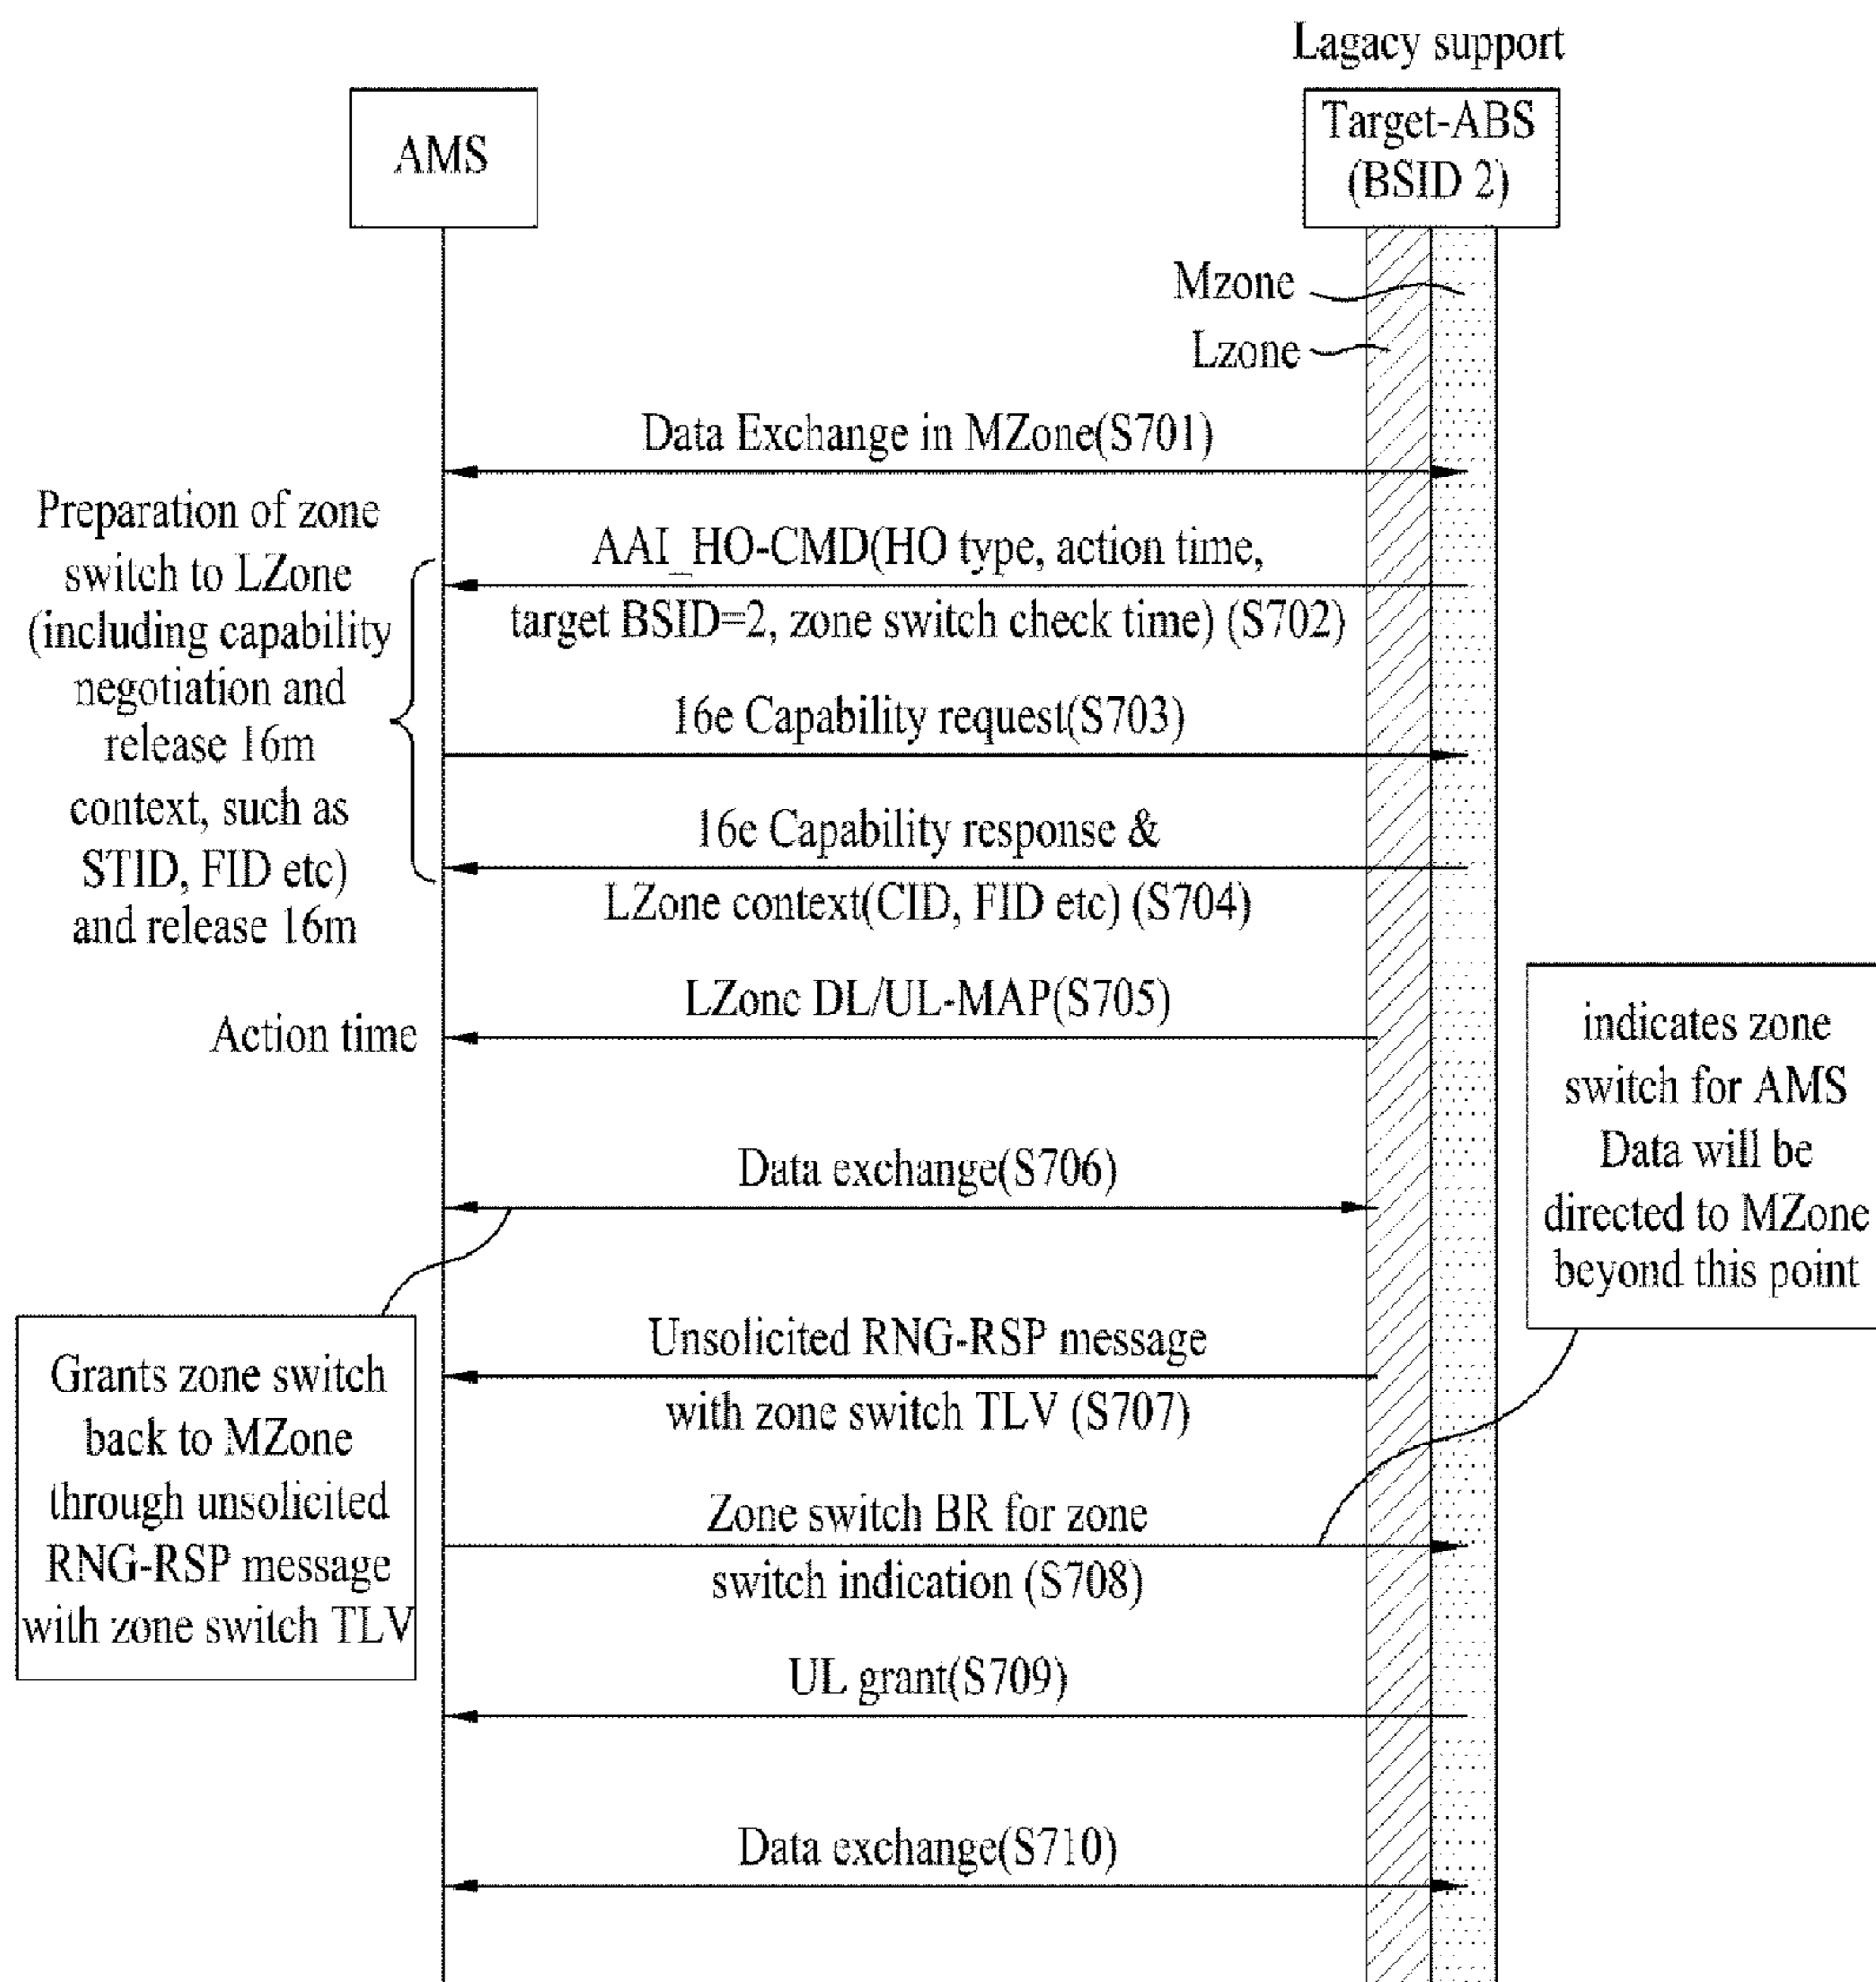 Lagacy support
AMS
Target-ABS
(BSID 2)
Mzone
Lzone
Data Exchange in MZone(S701)
Preparation of zone
switch to LZone
(including capability
negotiation and
release 16m
context, such as
STID, FID etc)
and release 16m
AAI_HO-CMD(HO type, action time,
target BSID=2, zone switch check time) (S702)
16e Capability request(S703)
16e Capability response &
LZone context(CID, FID etc) (S704)
LZone DL/UL-MAP(S705)
Action time
indicates zone
switch for AMS
Data will be
directed to MZone
beyond this point
Data exchange(S706)
Grants zone switch
back to MZone
through unsolicited
RNG-RSP message
with zone switch TLV
Unsolicited RNG-RSP message
with zone switch TLV (S707)
Zone switch BR for zone
switch indication (S708)
UL grant(S709)
Data exchange(S710)